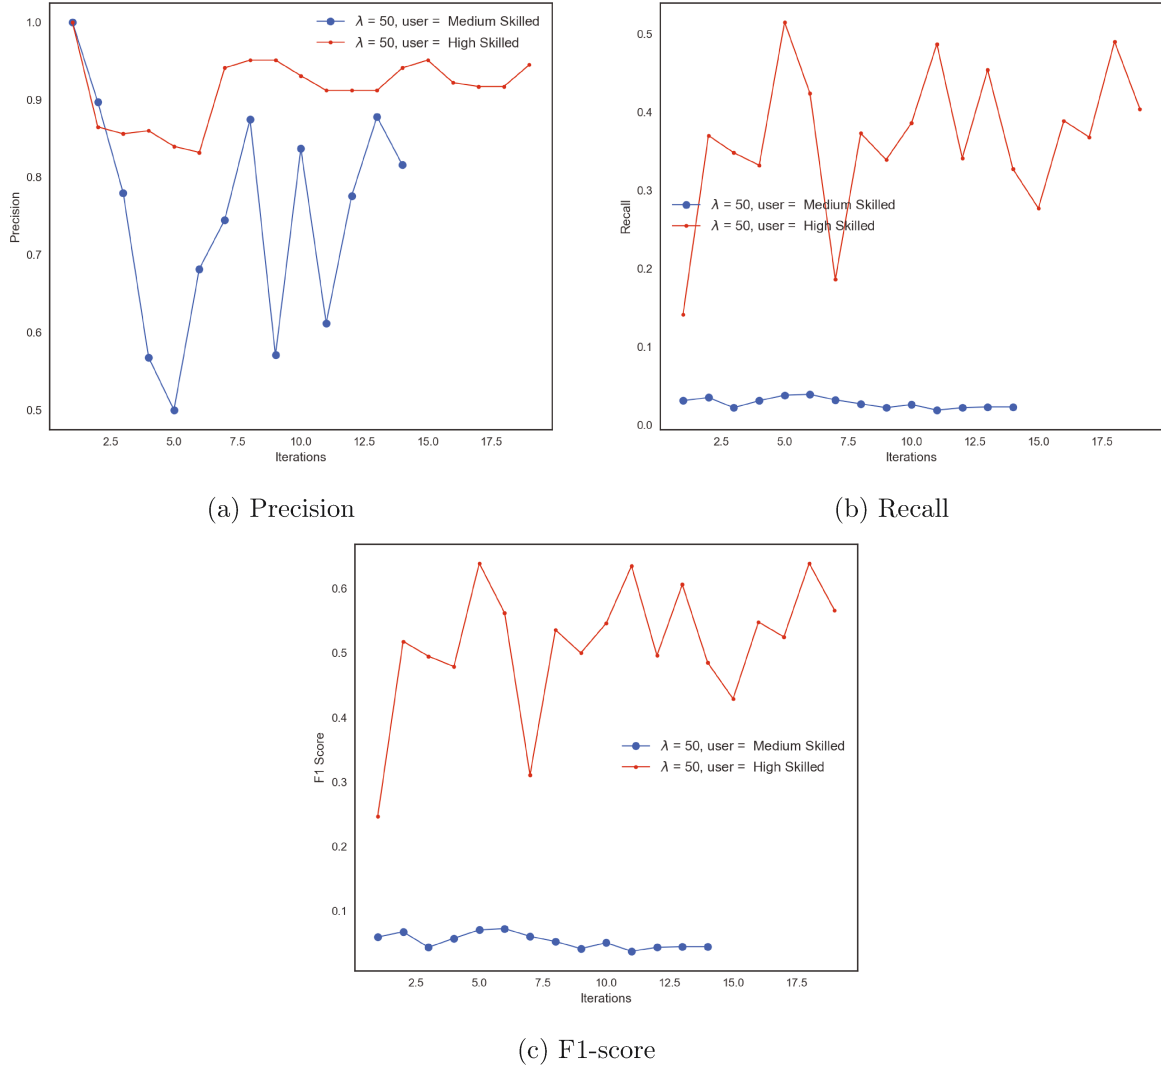 λ = 50, user = Medium Skilled
λ = 50, user = High Skilled
1.0
0.9
0.8
0.7
0.6
0.5
Precision
2.5 5.0 7.5 10.0 12.5 15.0 17.5
Iterations
(a) Precision
0.5
0.4
0.3
0.2
0.1
0.0
Recall
λ = 50, user = Medium Skilled
λ = 50, user = High Skilled
2.5 5.0 7.5 10.0 12.5 15.0 17.5
Iterations
(b) Recall
0.6
0.5
0.4
0.3
0.2
0.1
F1 Score
λ = 50, user = Medium Skilled
λ = 50, user = High Skilled
2.5 5.0 7.5 10.0 12.5 15.0 17.5
Iterations
(c) F1-score